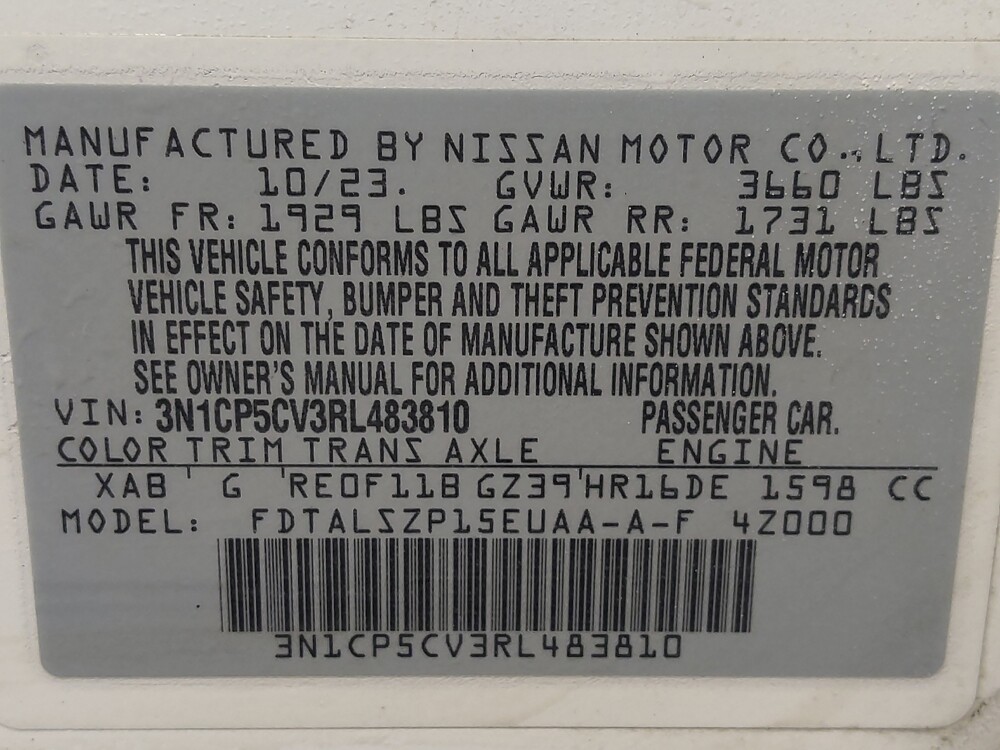 MANUFACTURED BY NISSAN MOTOR CO., LTD.
DATE: 10/23. GVWR: 3660 LBS
GAWR FR: 1929 LBS GAWR RR: 1731 LBS
THIS VEHICLE CONFORMS TO ALL APPLICABLE FEDERAL MOTOR
VEHICLE SAFETY, BUMPER AND THEFT PREVENTION STANDARDS
IN EFFECT ON THE DATE OF MANUFACTURE SHOWN ABOVE.
SEE OWNER'S MANUAL FOR ADDITIONAL INFORMATION.
VIN: 3N1CP5CV3RL483810 PASSENGER CAR.
COLOR TRIM TRANS AXLE ENGINE
XAB ' G 'RE0F11B GZ39'HR16DE 1598 CC
MODEL: FDTALSZP15EUAA-A-F 4Z000
3N1CP5CV3RL483810